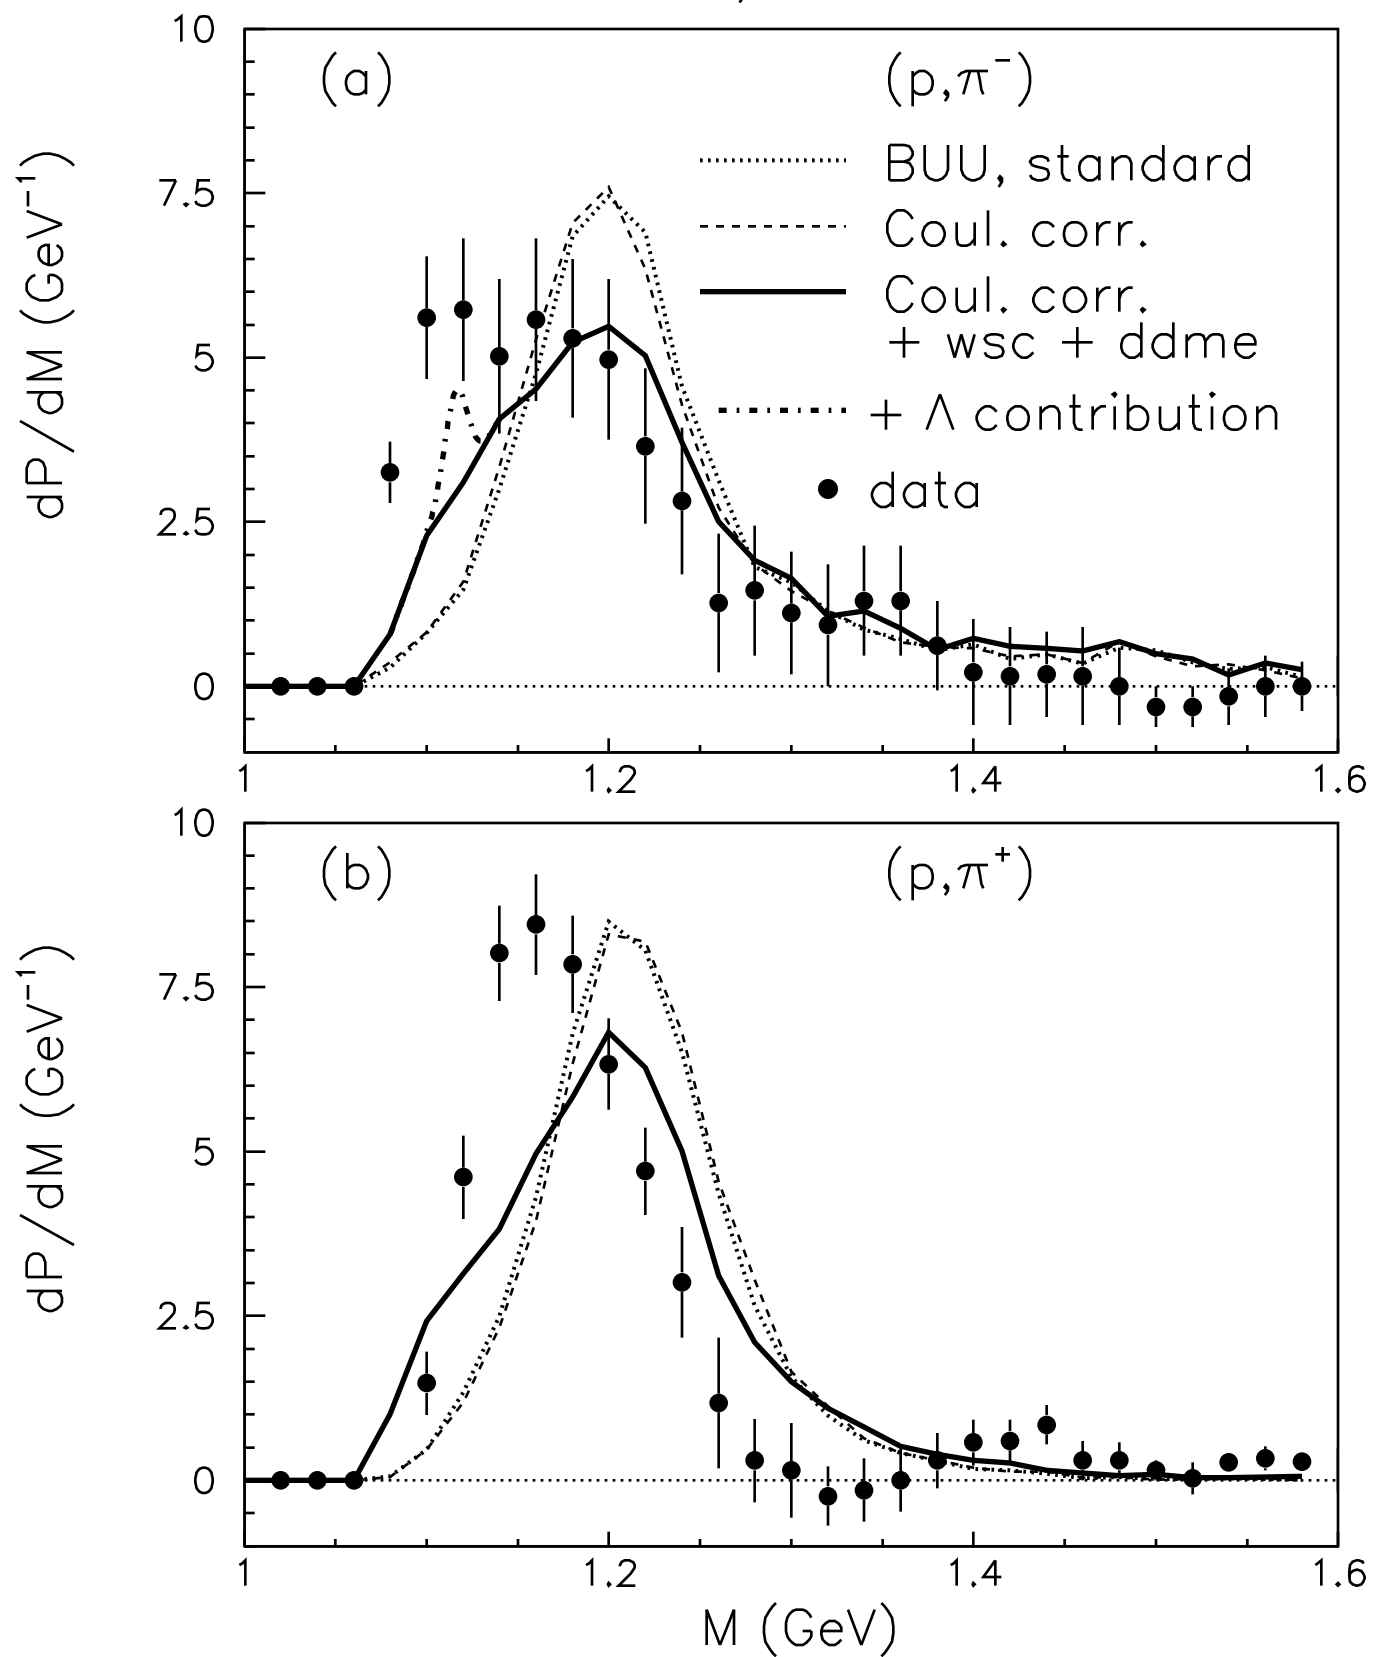 10
(a)
(p,π⁻)
BUU, standard
7.5
Coul. corr.
Coul. corr.
+ wsc + ddme
5
+ Λ contribution
data
2.5
0
dP/dM (GeV⁻¹)
1
1.2
1.4
1.6
10
(b)
(p,π⁺)
7.5
5
2.5
0
dP/dM (GeV⁻¹)
1
1.2
1.4
1.6
M (GeV)